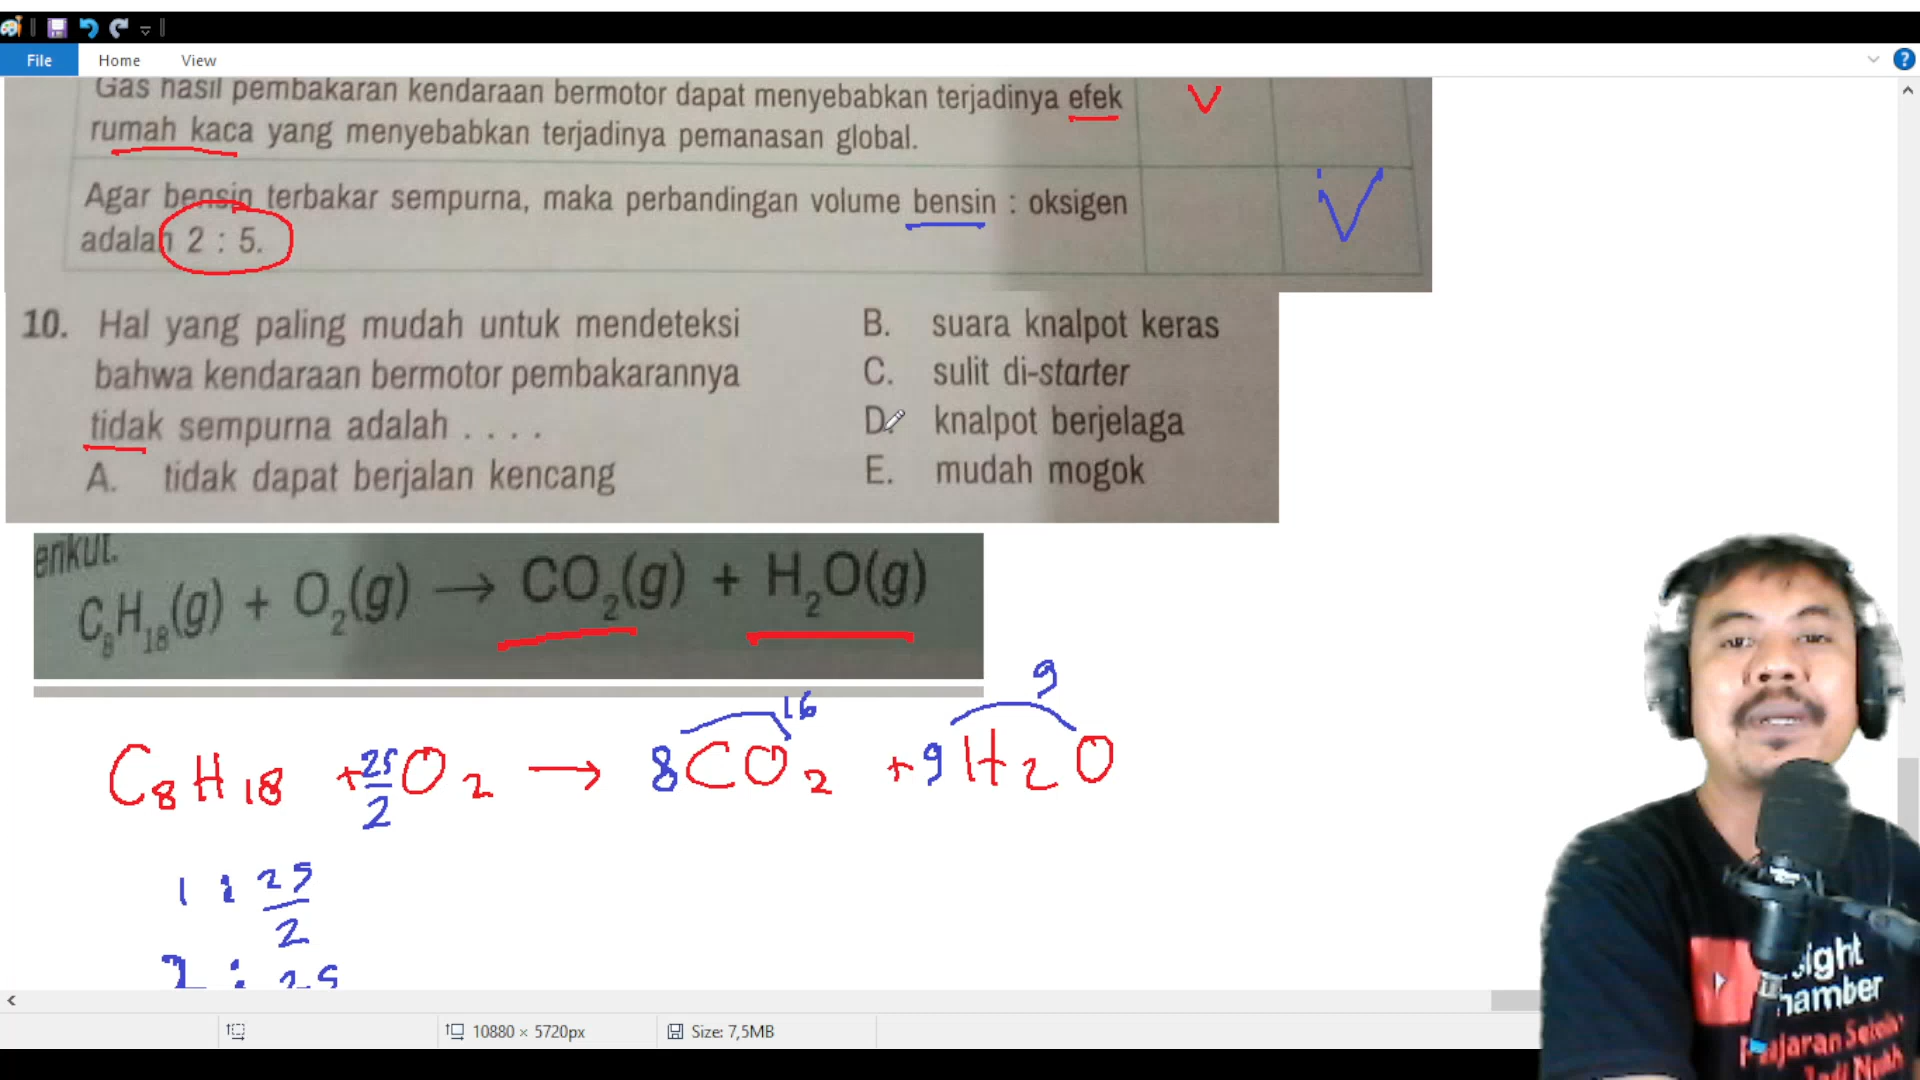 File Home View
Gas hasil pembakaran kendaraan bermotor dapat menyebabkan terjadinya efek
rumah kaca yang menyebabkan terjadinya pemanasan global.
V
Agar bensin terbakar sempurna, maka perbandingan volume bensin : oksigen
adalah 2 : 5.
V
10. Hal yang paling mudah untuk mendeteksi
bahwa kendaraan bermotor pembakarannya
tidak sempurna adalah . . . .
A. tidak dapat berjalan kencang
B. suara knalpot keras
C. sulit di-starter
D. knalpot berjelaga
E. mudah mogok
erikut.
C₈H₁₈(g) + O₂(g) → CO₂(g) + H₂O(g)
16 9
C₈H₁₈ + 25/2 O₂ → 8CO₂ + 9H₂O
1 : 25/2
2 : 25
10880 × 5720px Size: 7,5MB